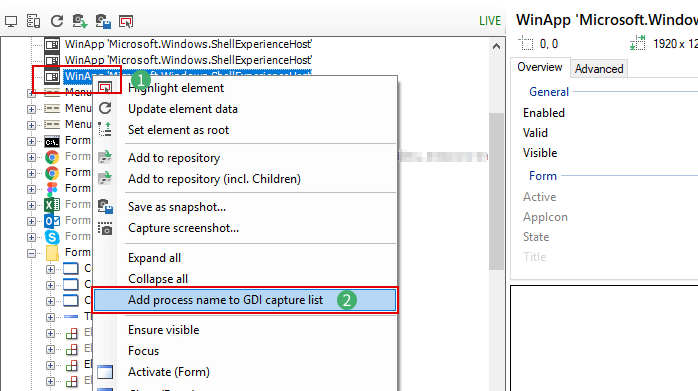 LIVE
WinApp 'Microsoft.Windows.ShellExperienceHost'
WinApp 'Microsoft.Windows.ShellExperienceHost'
WinApp 'Microsoft.Windows.ShellExperienceHost'
1
Menu
Menu
Menu
Form
Form
Form
Form
Form
Form
Form
Form
C
C
C
T
El
El
El
El
Highlight element
Update element data
Set element as root
Add to repository
Add to repository (incl. Children)
Save as snapshot...
Capture screenshot...
Expand all
Collapse all
Add process name to GDI capture list 2
Ensure visible
Focus
Activate (Form)
WinApp 'Microsoft.Windo
0, 0 1920 x 12
Overview Advanced
General
Enabled
Valid
Visible
Form
Active
AppIcon
State
Title